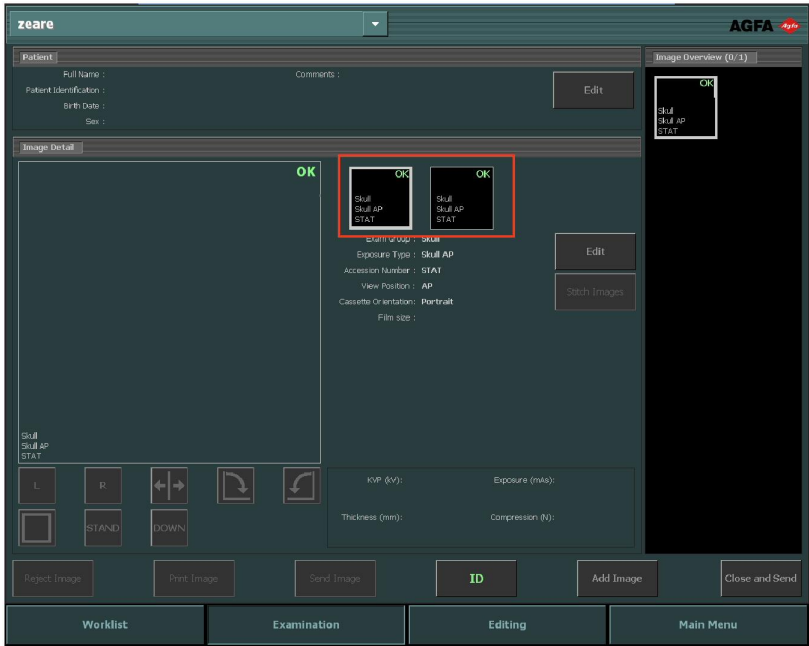 zeare
AGFA Agfa
Patient
Full Name :
Comments :
Patient Identification :
Birth Date :
Sex :
Edit
Image Overview (0/1)
OK
Skull
Skull AP
STAT
Image Detail
OK
Skull
Skull AP
STAT
OK
Skull
Skull AP
STAT
OK
Skull
Skull AP
STAT
Exam Group : Skull
Exposure Type : Skull AP
Accession Number : STAT
View Position : AP
Cassette Orientation: Portrait
Film size :
Edit
Stitch Images
L
R
STAND
DOWN
KVP (kV):
Exposure (mAs):
Thickness (mm):
Compression (N):
Reject Image
Print Image
Send Image
ID
Add Image
Close and Send
Worklist
Examination
Editing
Main Menu